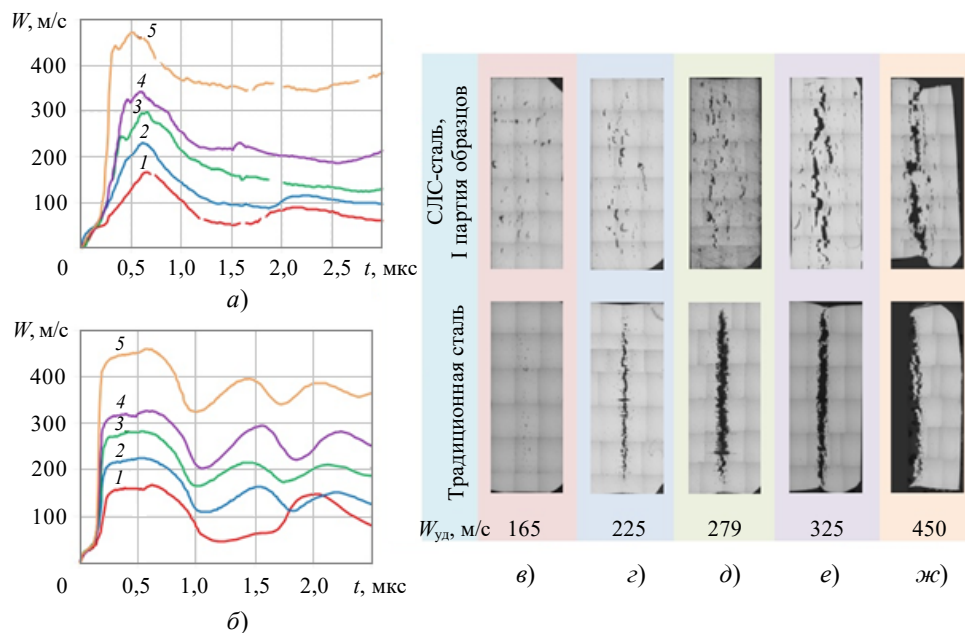 W, м/с
400
300
200
100
0
5
4
3
2
1
0,5 1,0 1,5 2,0 2,5 t, мкс
а)
W, м/с
400
300
200
100
0
5
4
3
2
1
0,5 1,0 1,5 2,0 t, мкс
б)
СЛС-сталь,
I партия образцов
Традиционная сталь
Wуд, м/с 165 225 279 325 450
в) г) д) е) ж)